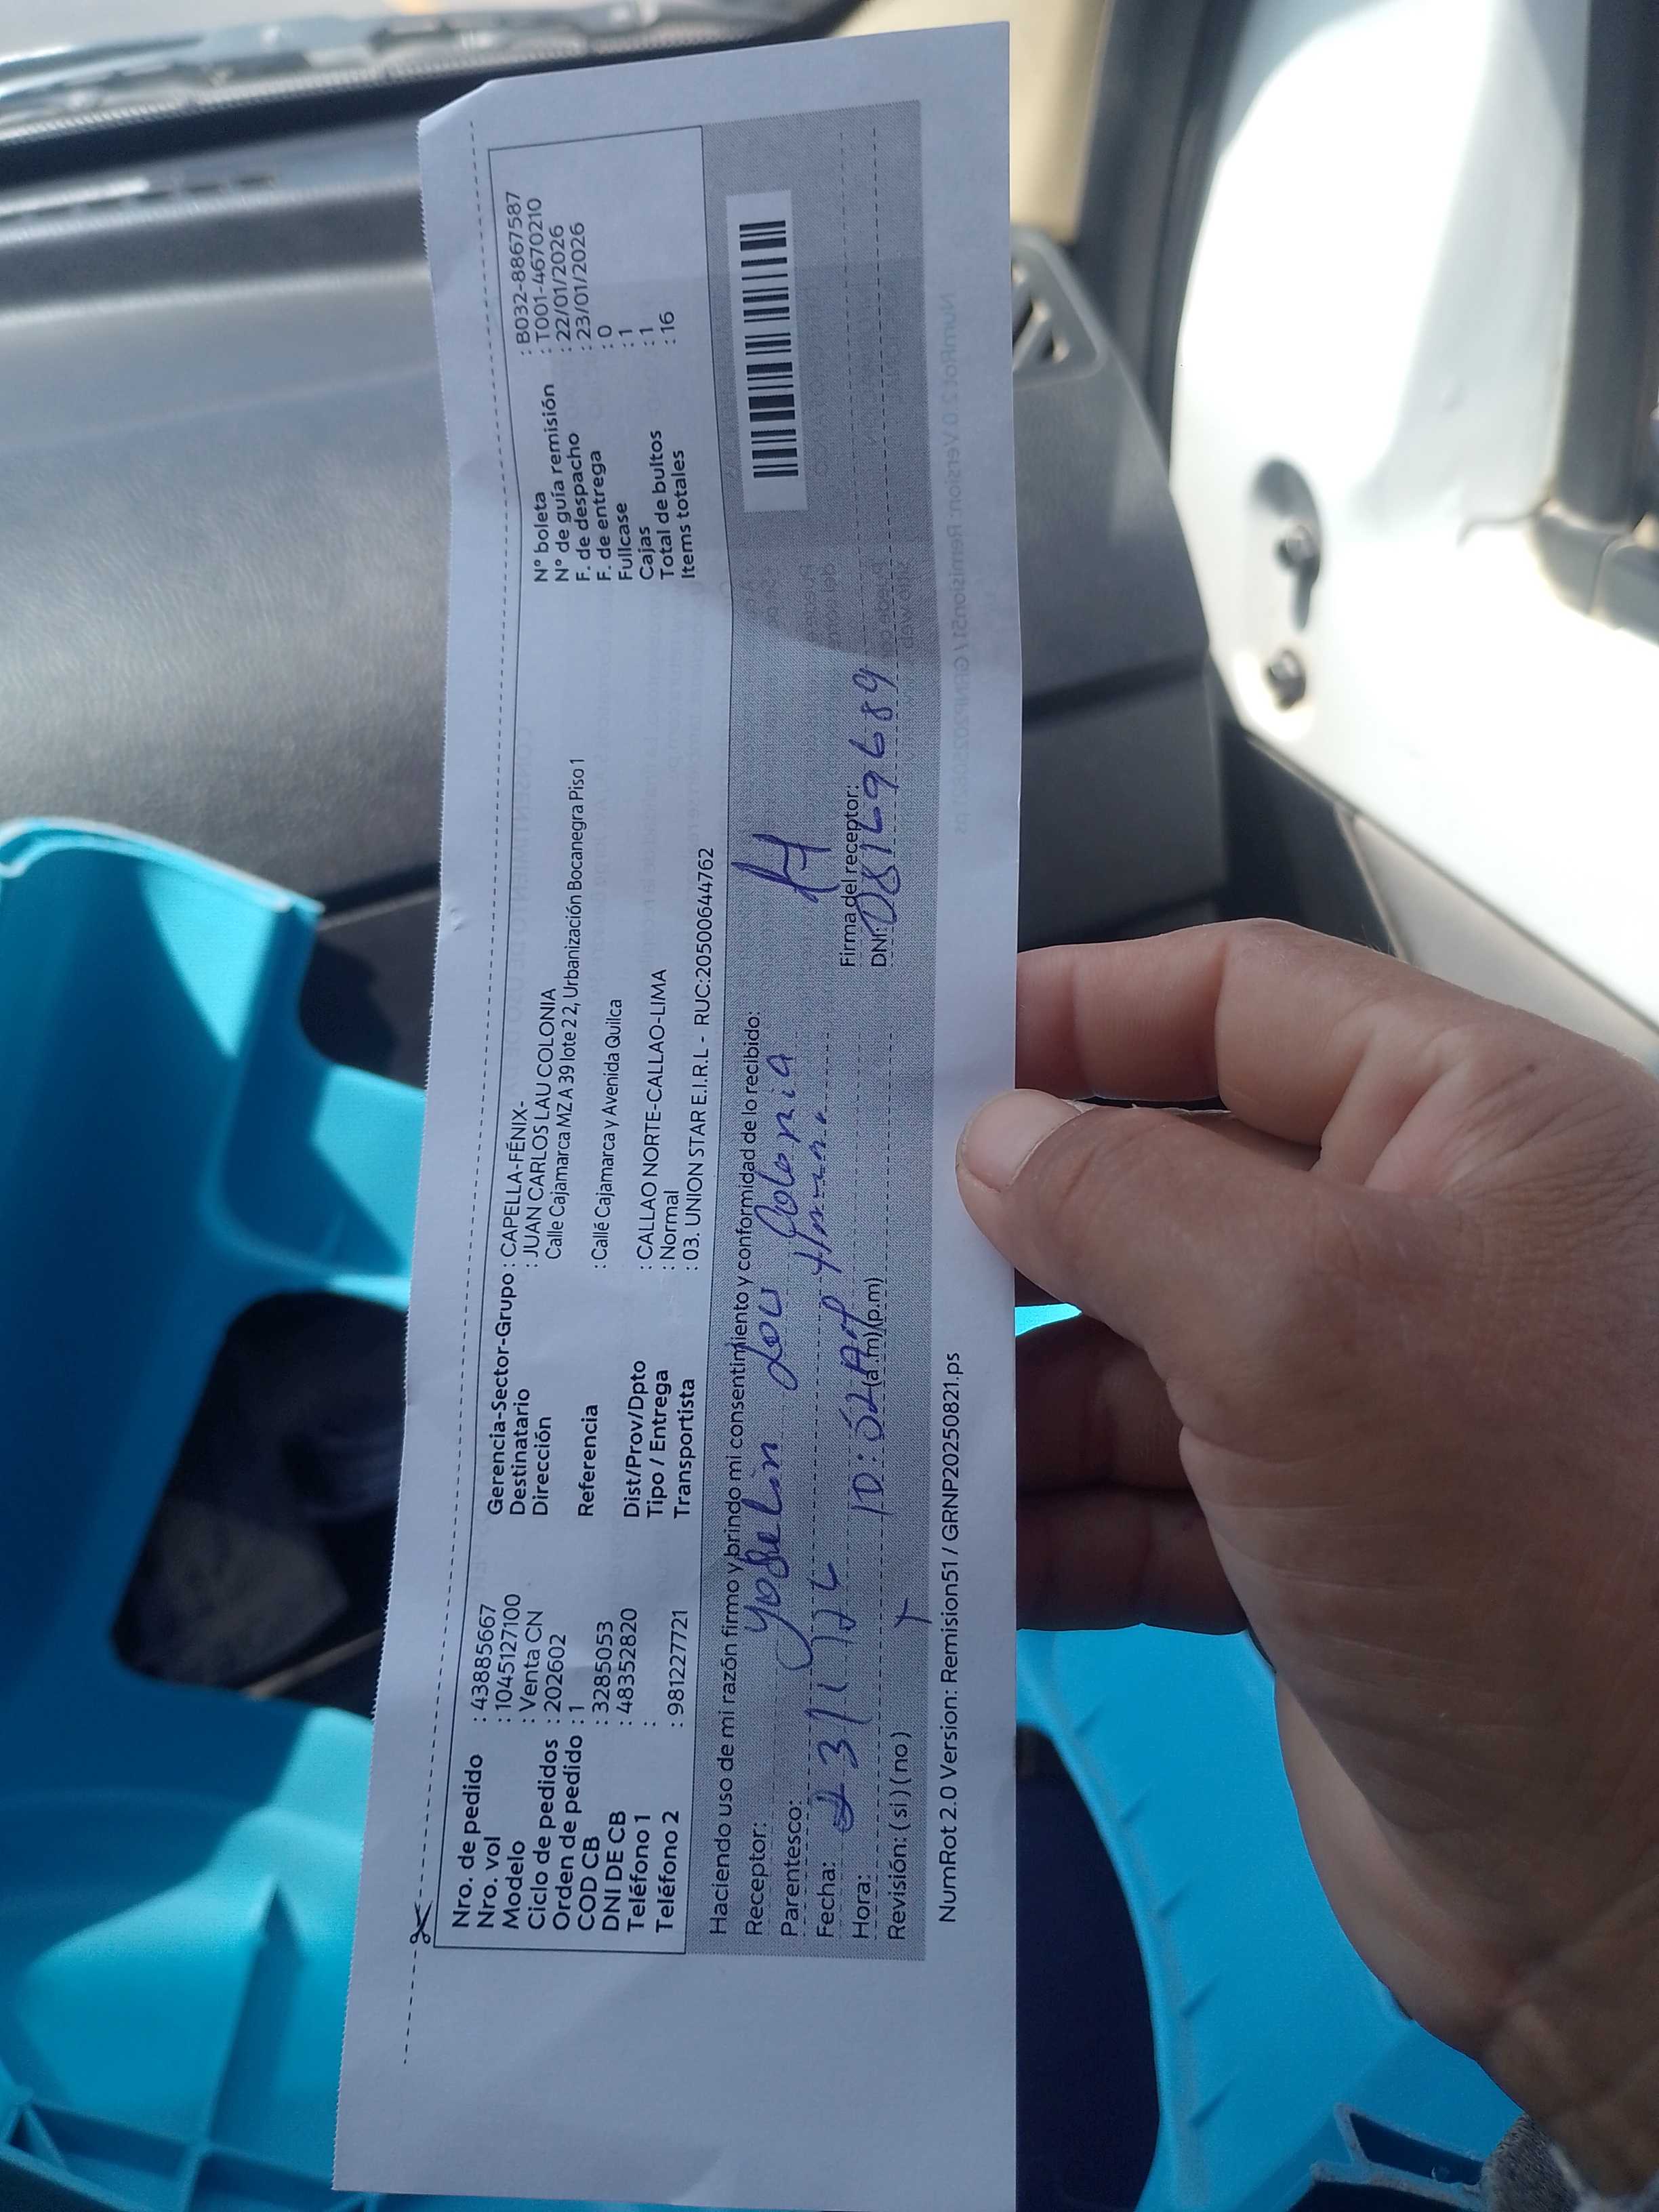 Nro. de pedido : 43885667
Nro. vol : 1045127100
Modelo : Venta CN
Ciclo de pedidos : 202602
Orden de pedido : 1
COD CB : 3285053
DNI DE CB : 48352820
Teléfono 1 :
Teléfono 2 : 981227721
Gerencia-Sector-Grupo : CAPELLA-FÉNIX-
Destinatario : JUAN CARLOS LAU COLONIA
Dirección Calle Cajamarca MZ A 39 lote 22, Urbanización Bocanegra Piso 1
Referencia : Callé Cajamarca y Avenida Quilca
Dist/Prov/Dpto : CALLAO NORTE-CALLAO-LIMA
Tipo / Entrega : Normal
Transportista : 03. UNION STAR E.I.R.L - RUC:20500644762
N° boleta : B032-8867587
N° de guía remisión : T001-4670210
F. de despacho : 22/01/2026
F. de entrega : 23/01/2026
Fullcase : 0
Cajas : 1
Total de bultos : 1
Items totales : 16
Haciendo uso de mi razón firmo y brindo mi consentimiento y conformidad de lo recibido:
Receptor: Yoselin Lau Colonia
Parentesco:
Fecha:
Hora: (a.m)(p.m)
Revisión: ( si ) ( no )
Firma del receptor:
DNI: 08129689
NumRot 2.0 Version: Remision51 / GRNP20250821.ps